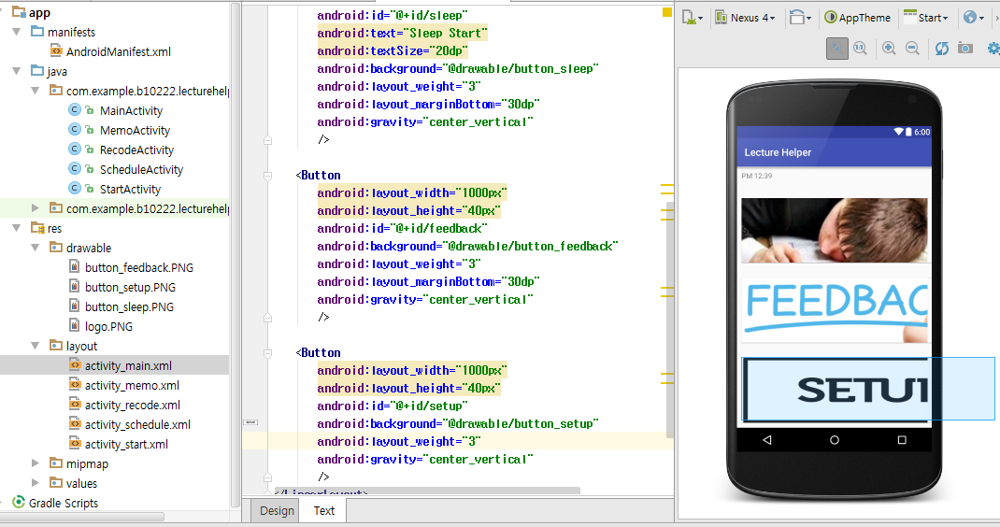 app
manifests
AndroidManifest.xml
java
com.example.b10222.lecturehel
MainActivity
MemoActivity
RecodeActivity
ScheduleActivity
StartActivity
com.example.b10222.lecturehel
res
drawable
button_feedback.PNG
button_setup.PNG
button_sleep.PNG
logo.PNG
layout
activity_main.xml
activity_memo.xml
activity_recode.xml
activity_schedule.xml
activity_start.xml
mipmap
values
Gradle Scripts
android:id="@+id/sleep"
android:text="Sleep Start"
android:textSize="20dp"
android:background="@drawable/button_sleep"
android:layout_weight="3"
android:layout_marginBottom="30dp"
android:gravity="center_vertical"
/>
<Button
android:layout_width="1000px"
android:layout_height="40px"
android:id="@+id/feedback"
android:background="@drawable/button_feedback"
android:layout_weight="3"
android:layout_marginBottom="30dp"
android:gravity="center_vertical"
/>
<Button
android:layout_width="1000px"
android:layout_height="40px"
android:id="@+id/setup"
android:background="@drawable/button_setup"
android:layout_weight="3"
android:gravity="center_vertical"
/>
</LinearLayout>
Design
Text
Nexus 4
AppTheme
Start
1:1
6:00
Lecture Helper
PM 12:39
FEEDBAC
SETU